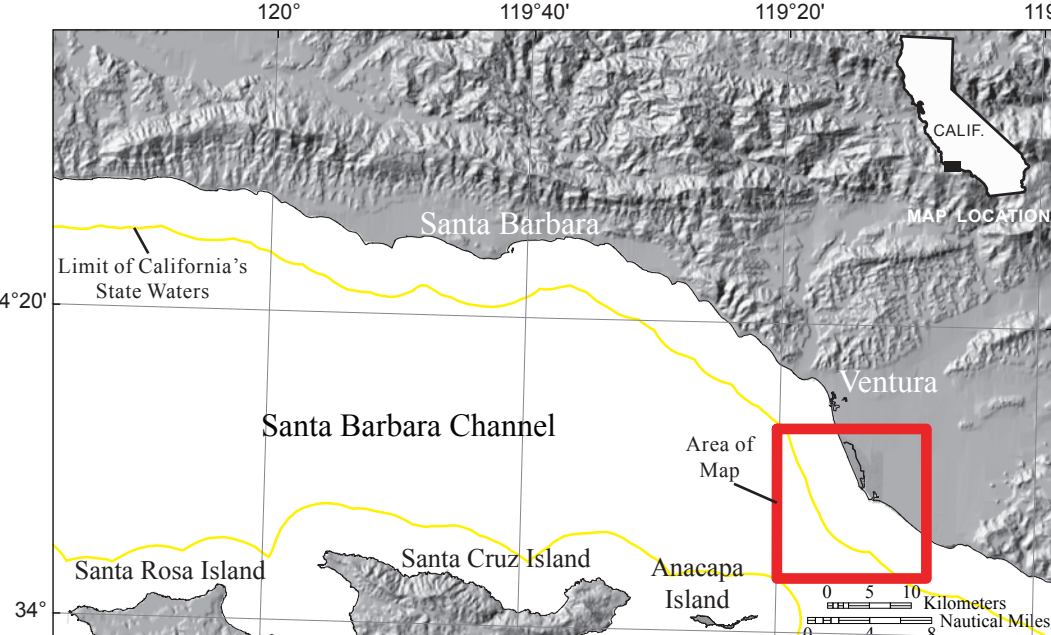 120°
119°40'
119°20'
119
CALIF.
MAP LOCATION
Santa Barbara
Limit of California's
State Waters
4°20'
Ventura
Santa Barbara Channel
Area of
Map
Santa Cruz Island
Santa Rosa Island
Anacapa
Island
34°
0 5 10 Kilometers
Nautical Miles
0 4 8